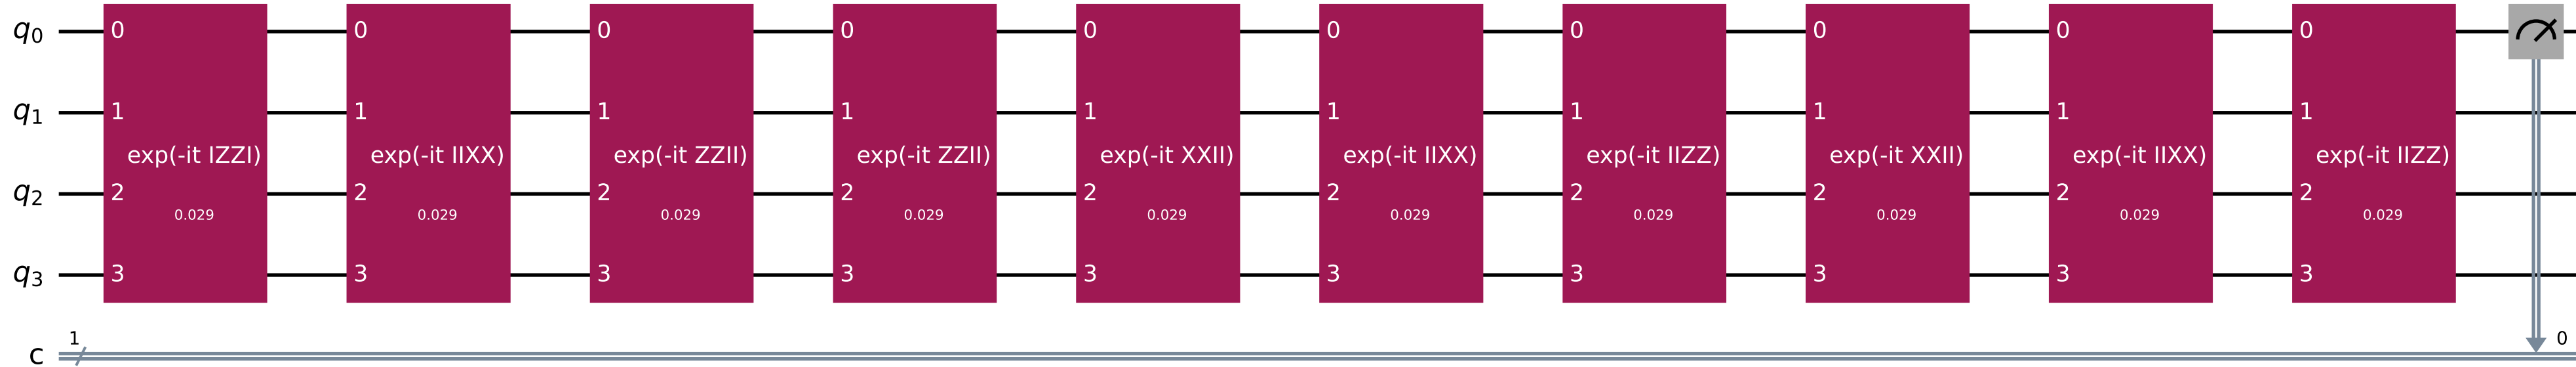 q0 0 0 0 0 0 0 0 0 0 0
q1 1 1 1 1 1 1 1 1 1 1
exp(-it IZZI) exp(-it IIXX) exp(-it ZZII) exp(-it ZZII) exp(-it XXII) exp(-it IIXX) exp(-it IIZZ) exp(-it XXII) exp(-it IIXX) exp(-it IIZZ)
q2 2 2 2 2 2 2 2 2 2 2
0.029 0.029 0.029 0.029 0.029 0.029 0.029 0.029 0.029 0.029
q3 3 3 3 3 3 3 3 3 3 3
1 0
c